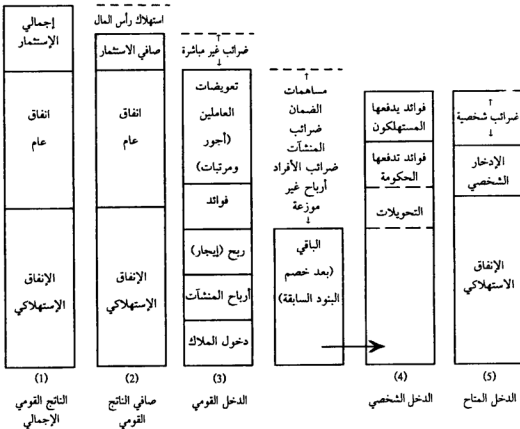 إجمالي
الإستثمار
انفاق
عام
الإنفاق
الإستهلاكي
(1)
الناتج القومي
الإجمالي
استهلاك رأس المال
صافي الاستثمار
انفاق
عام
الإنفاق
الإستهلاكي
(2)
صافي الناتج
القومي
ضرائب غير مباشرة
تعويضات
العاملين
(أجور
ومرتبات)
فوائد
ربح (إيجار)
أرباح المنشآت
دخول الملاك
(3)
الدخل القومي
مساهمات
الضمان
ضرائب
المنشآت
ضرائب الأفراد
أرباح غير
موزعة
الباقي
(بعد خصم
البنود السابقة)
فوائد يدفعها
المستهلكون
فوائد تدفعها
الحكومة
التحويلات
(4)
الدخل الشخصي
ضرائب شخصية
الإدخار
الشخصي
الإنفاق
الاستهلاكي
(5)
الدخل المتاح